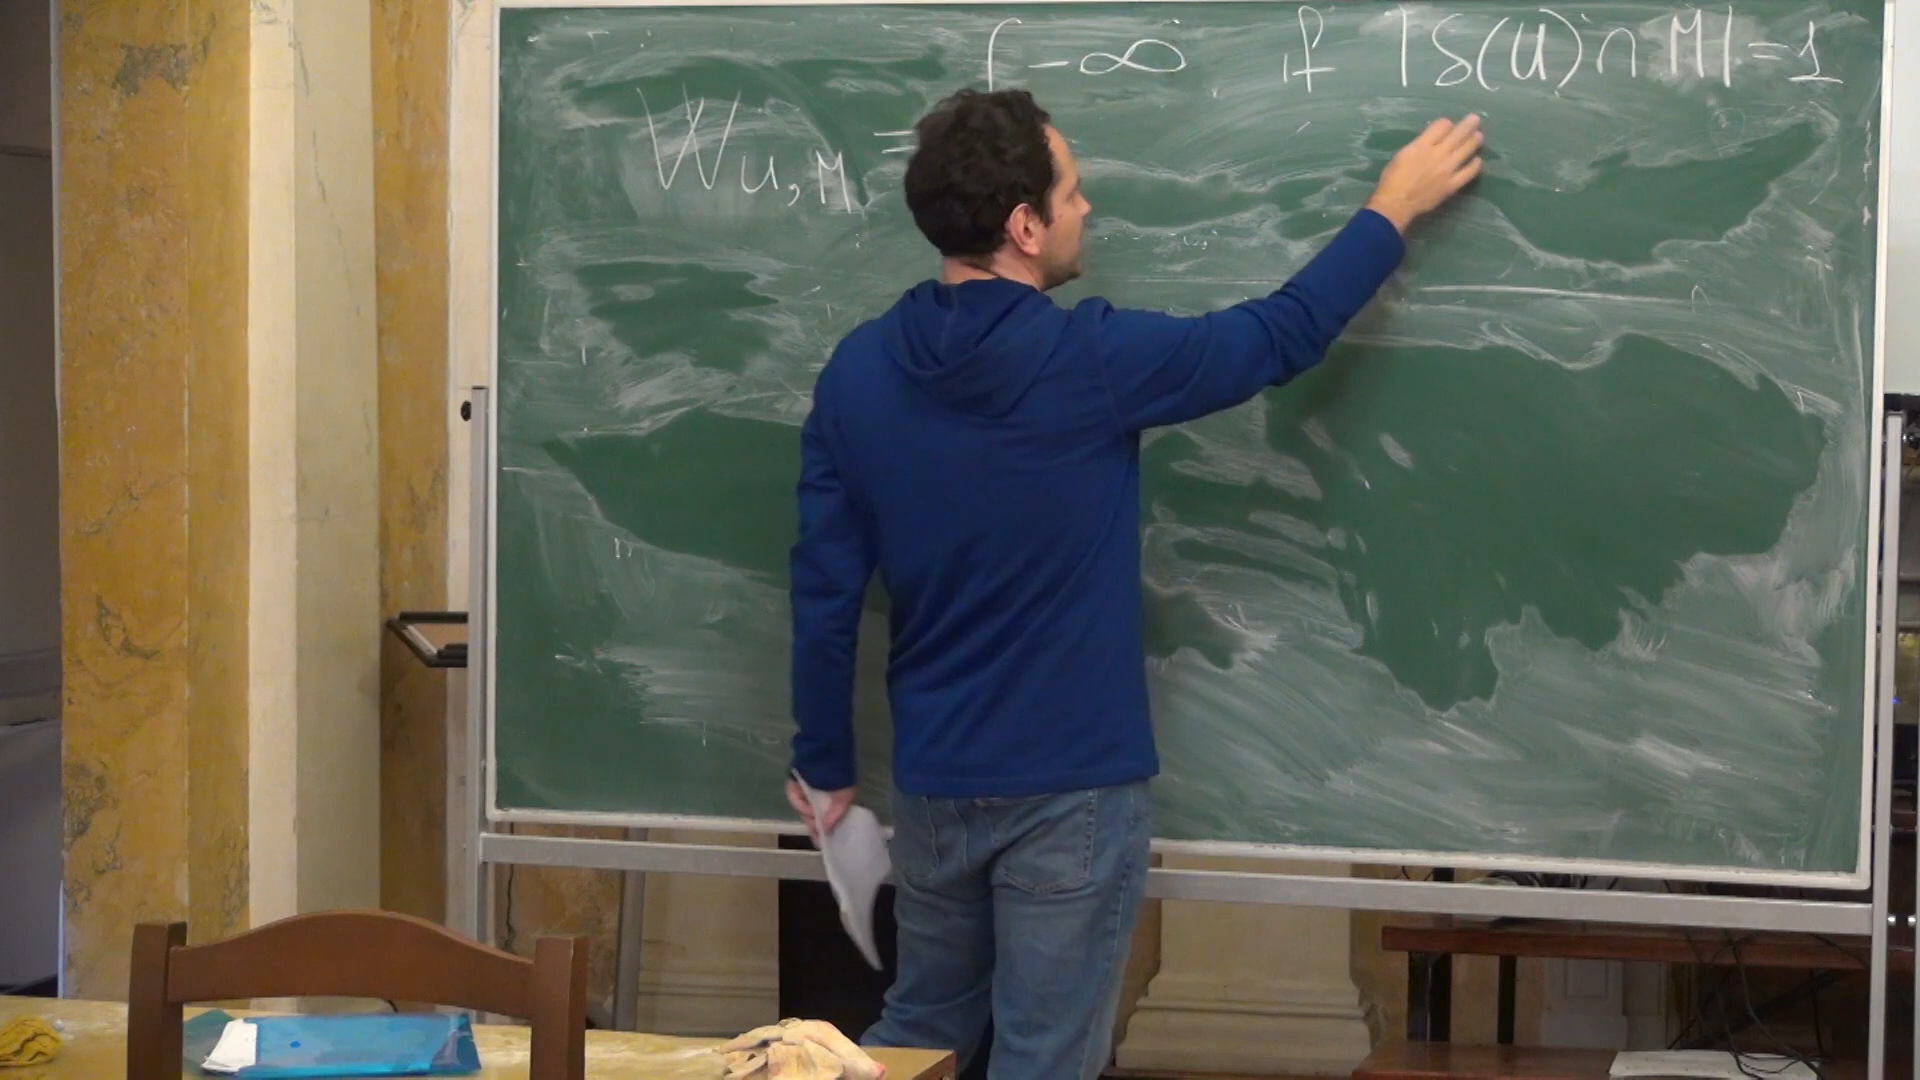 { -∞ if |δ(U)∩M|=1
W_{U,M} =